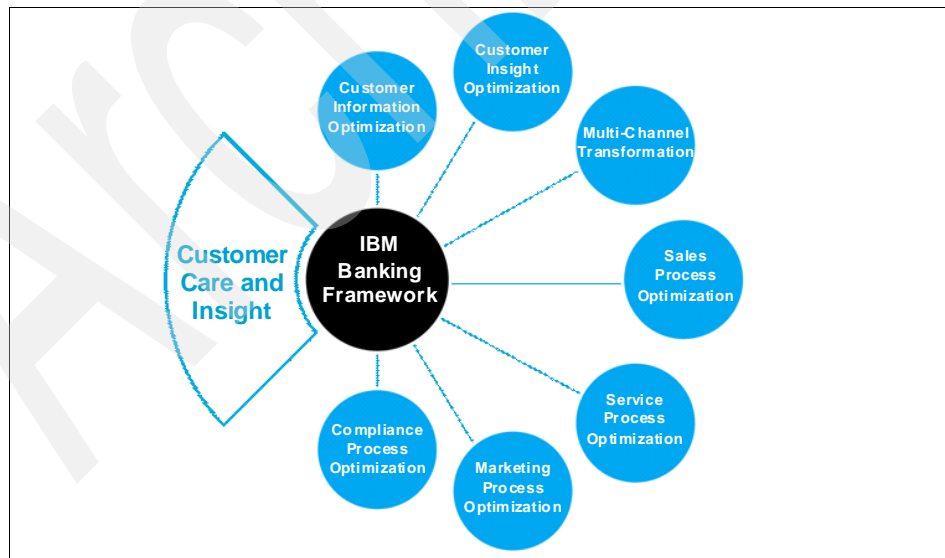 Customer
Insight
Optimization
Customer
Information
Optimization
Multi-Channel
Transformation
IBM
Banking
Framework
Customer
Care and
Insight
Sales
Process
Optimization
Service
Process
Optimization
Compliance
Process
Optimization
Marketing
Process
Optimization